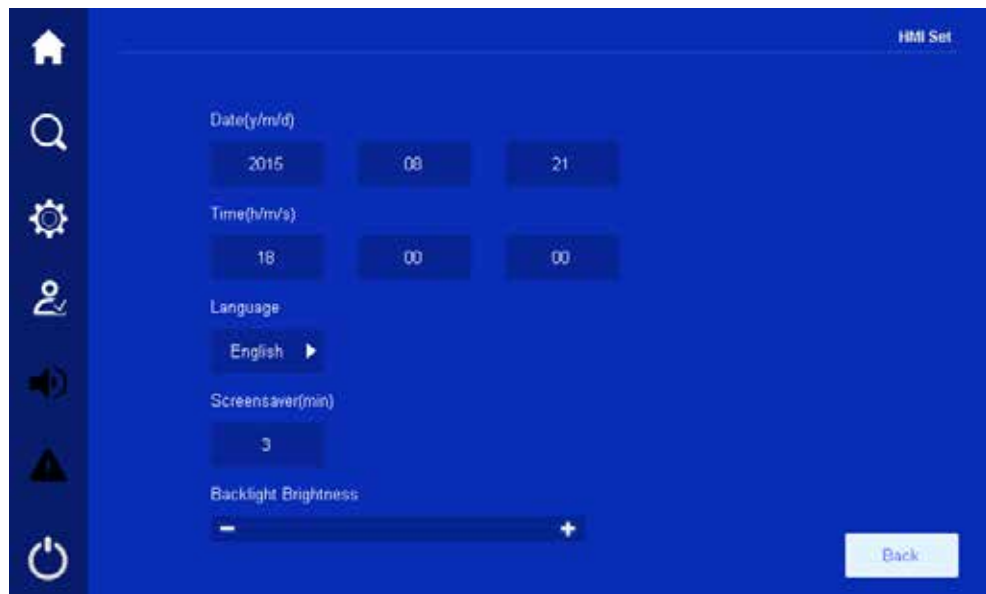 HMI Set
Date(y/m/d)
2015 08 21
Time(h/m/s)
18 00 00
Language
English
Screensaver(min)
3
Backlight Brightness
− +
Back